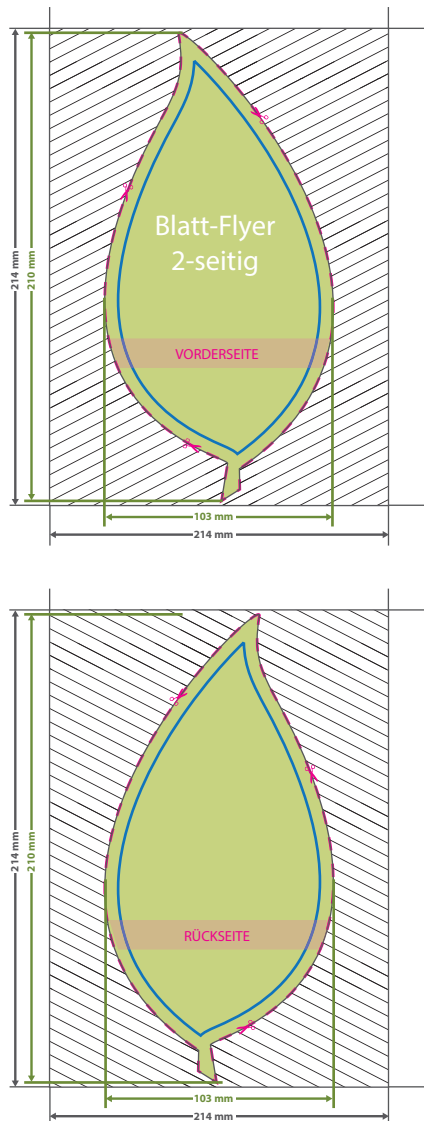 Blatt-Flyer
2-seitig
VORDERSEITE
214 mm
210 mm
103 mm
214 mm
RÜCKSEITE
214 mm
210 mm
103 mm
214 mm